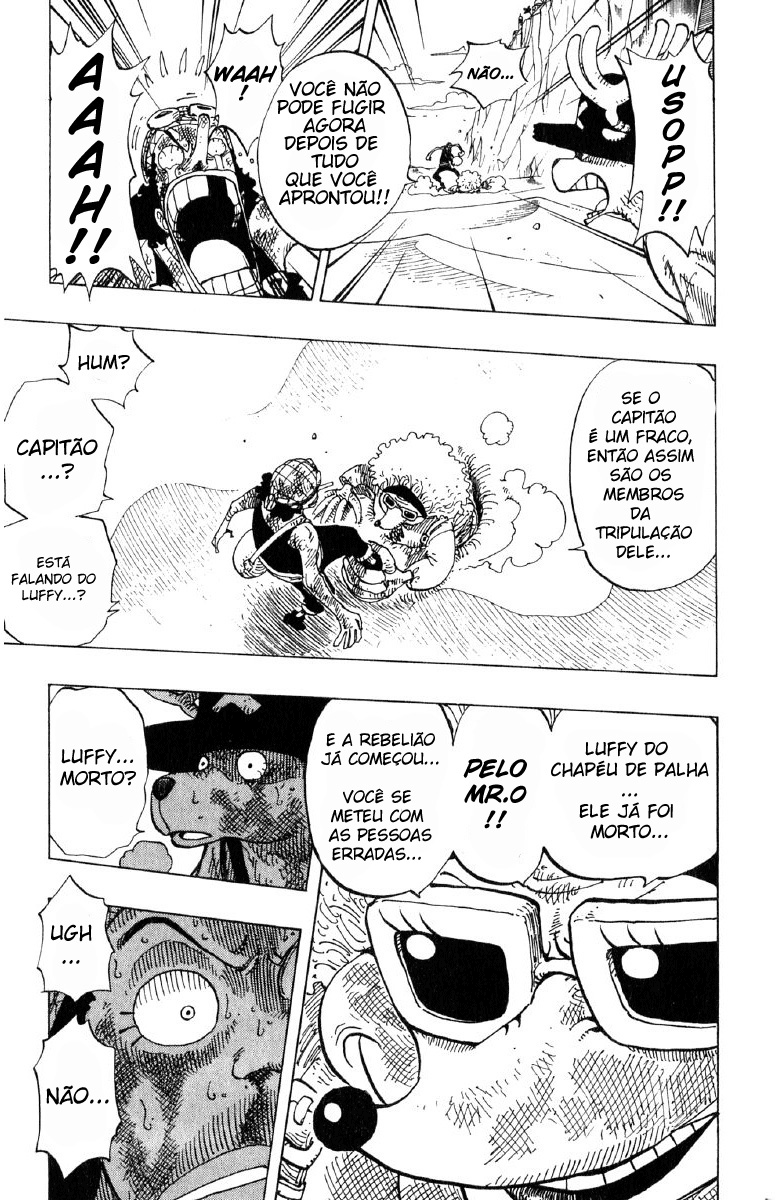 USOPP!!
NÃO...
VOCÊ NÃO
PODE FUGIR
AGORA
DEPOIS DE
TUDO
QUE VOCÊ
APRONTOU!!
WAAH
!
AAAH!!
SE O
CAPITÃO
É UM FRACO,
ENTÃO ASSIM
SÃO OS
MEMBROS
DA
TRIPULAÇÃO
DELE...
HUM?
CAPITÃO
...?
ESTÁ
FALANDO DO
LUFFY...?
LUFFY DO
CHAPÉU DE PALHA
...
ELE JÁ FOI
MORTO...
PELO
MR.O
!!
E A REBELIÃO
JÁ COMEÇOU...
VOCÊ SE
METEU COM
AS PESSOAS
ERRADAS...
LUFFY...
MORTO?
UGH
...
NÃO...